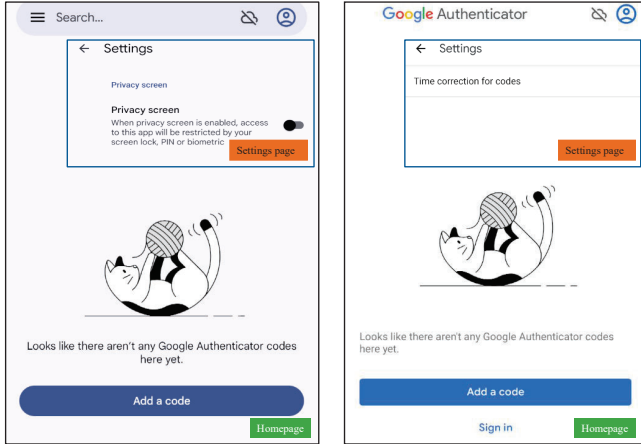 Search...
Settings
Privacy screen
Privacy screen
When privacy screen is enabled, access
to this app will be restricted by your
screen lock, PIN or biometric
Settings page
Looks like there aren't any Google Authenticator codes
here yet.
Add a code
Homepage
Google Authenticator
Settings
Time correction for codes
Settings page
Looks like there aren't any Google Authenticator codes
here yet.
Add a code
Sign in
Homepage